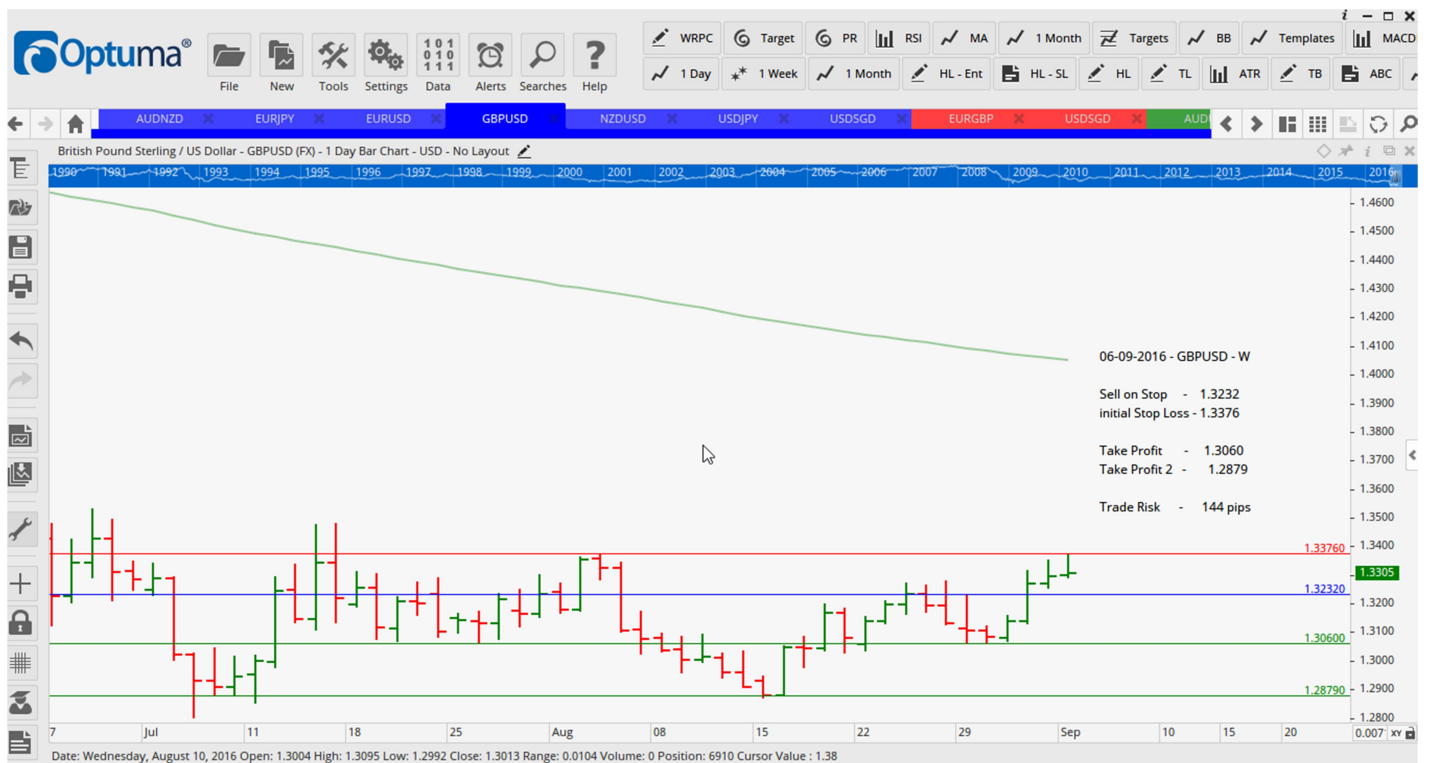 i
Optuma®
File New Tools Settings Data Alerts Searches Help
101
010
111
WRPC Target PR RSI MA 1 Month Targets BB Templates MACD
1 Day 1 Week 1 Month HL - Ent HL - SL HL TL ATR TB ABC
AUDNZD EURJPY EURUSD GBPUSD NZDUSD USDJPY USDSGD EURGBP USDSGD AUD
British Pound Sterling / US Dollar - GBPUSD (FX) - 1 Day Bar Chart - USD - No Layout
1990 1991 1992 1993 1994 1995 1996 1997 1998 1999 2000 2001 2002 2003 2004 2005 2006 2007 2008 2009 2010 2011 2012 2013 2014 2015 2016
1.4600
1.4500
1.4400
1.4300
1.4200
1.4100
1.4000
1.3900
1.3800
1.3700
1.3600
1.3500
1.3400
1.3305
1.3200
1.3100
1.3000
1.2900
1.2800
06-09-2016 - GBPUSD - W
Sell on Stop - 1.3232
initial Stop Loss - 1.3376
Take Profit - 1.3060
Take Profit 2 - 1.2879
Trade Risk - 144 pips
1.33760
1.32320
1.30600
1.28790
7 Jul 11 18 25 Aug 08 15 22 29 Sep 10 15 20 0.007 XY
Date: Wednesday, August 10, 2016 Open: 1.3004 High: 1.3095 Low: 1.2992 Close: 1.3013 Range: 0.0104 Volume: 0 Position: 6910 Cursor Value : 1.38